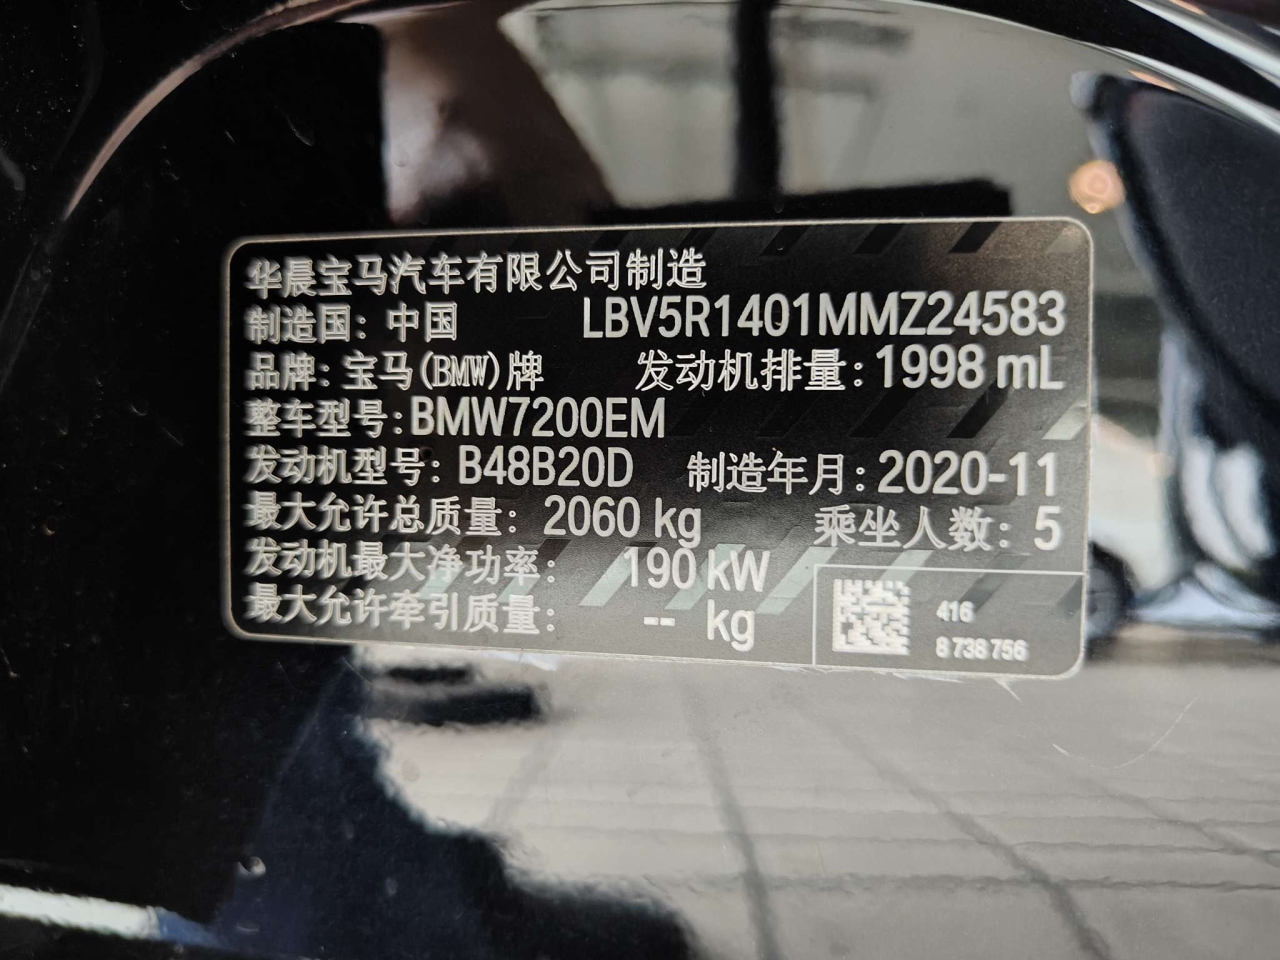 华晨宝马汽车有限公司制造
制造国：中国 LBV5R1401MMZ24583
品牌：宝马(BMW)牌 发动机排量：1998 mL
整车型号：BMW7200EM
发动机型号：B48B20D 制造年月：2020-11
最大允许总质量：2060 kg 乘坐人数：5
发动机最大净功率：190 kW
最大允许牵引质量：-- kg
416
8 738 756